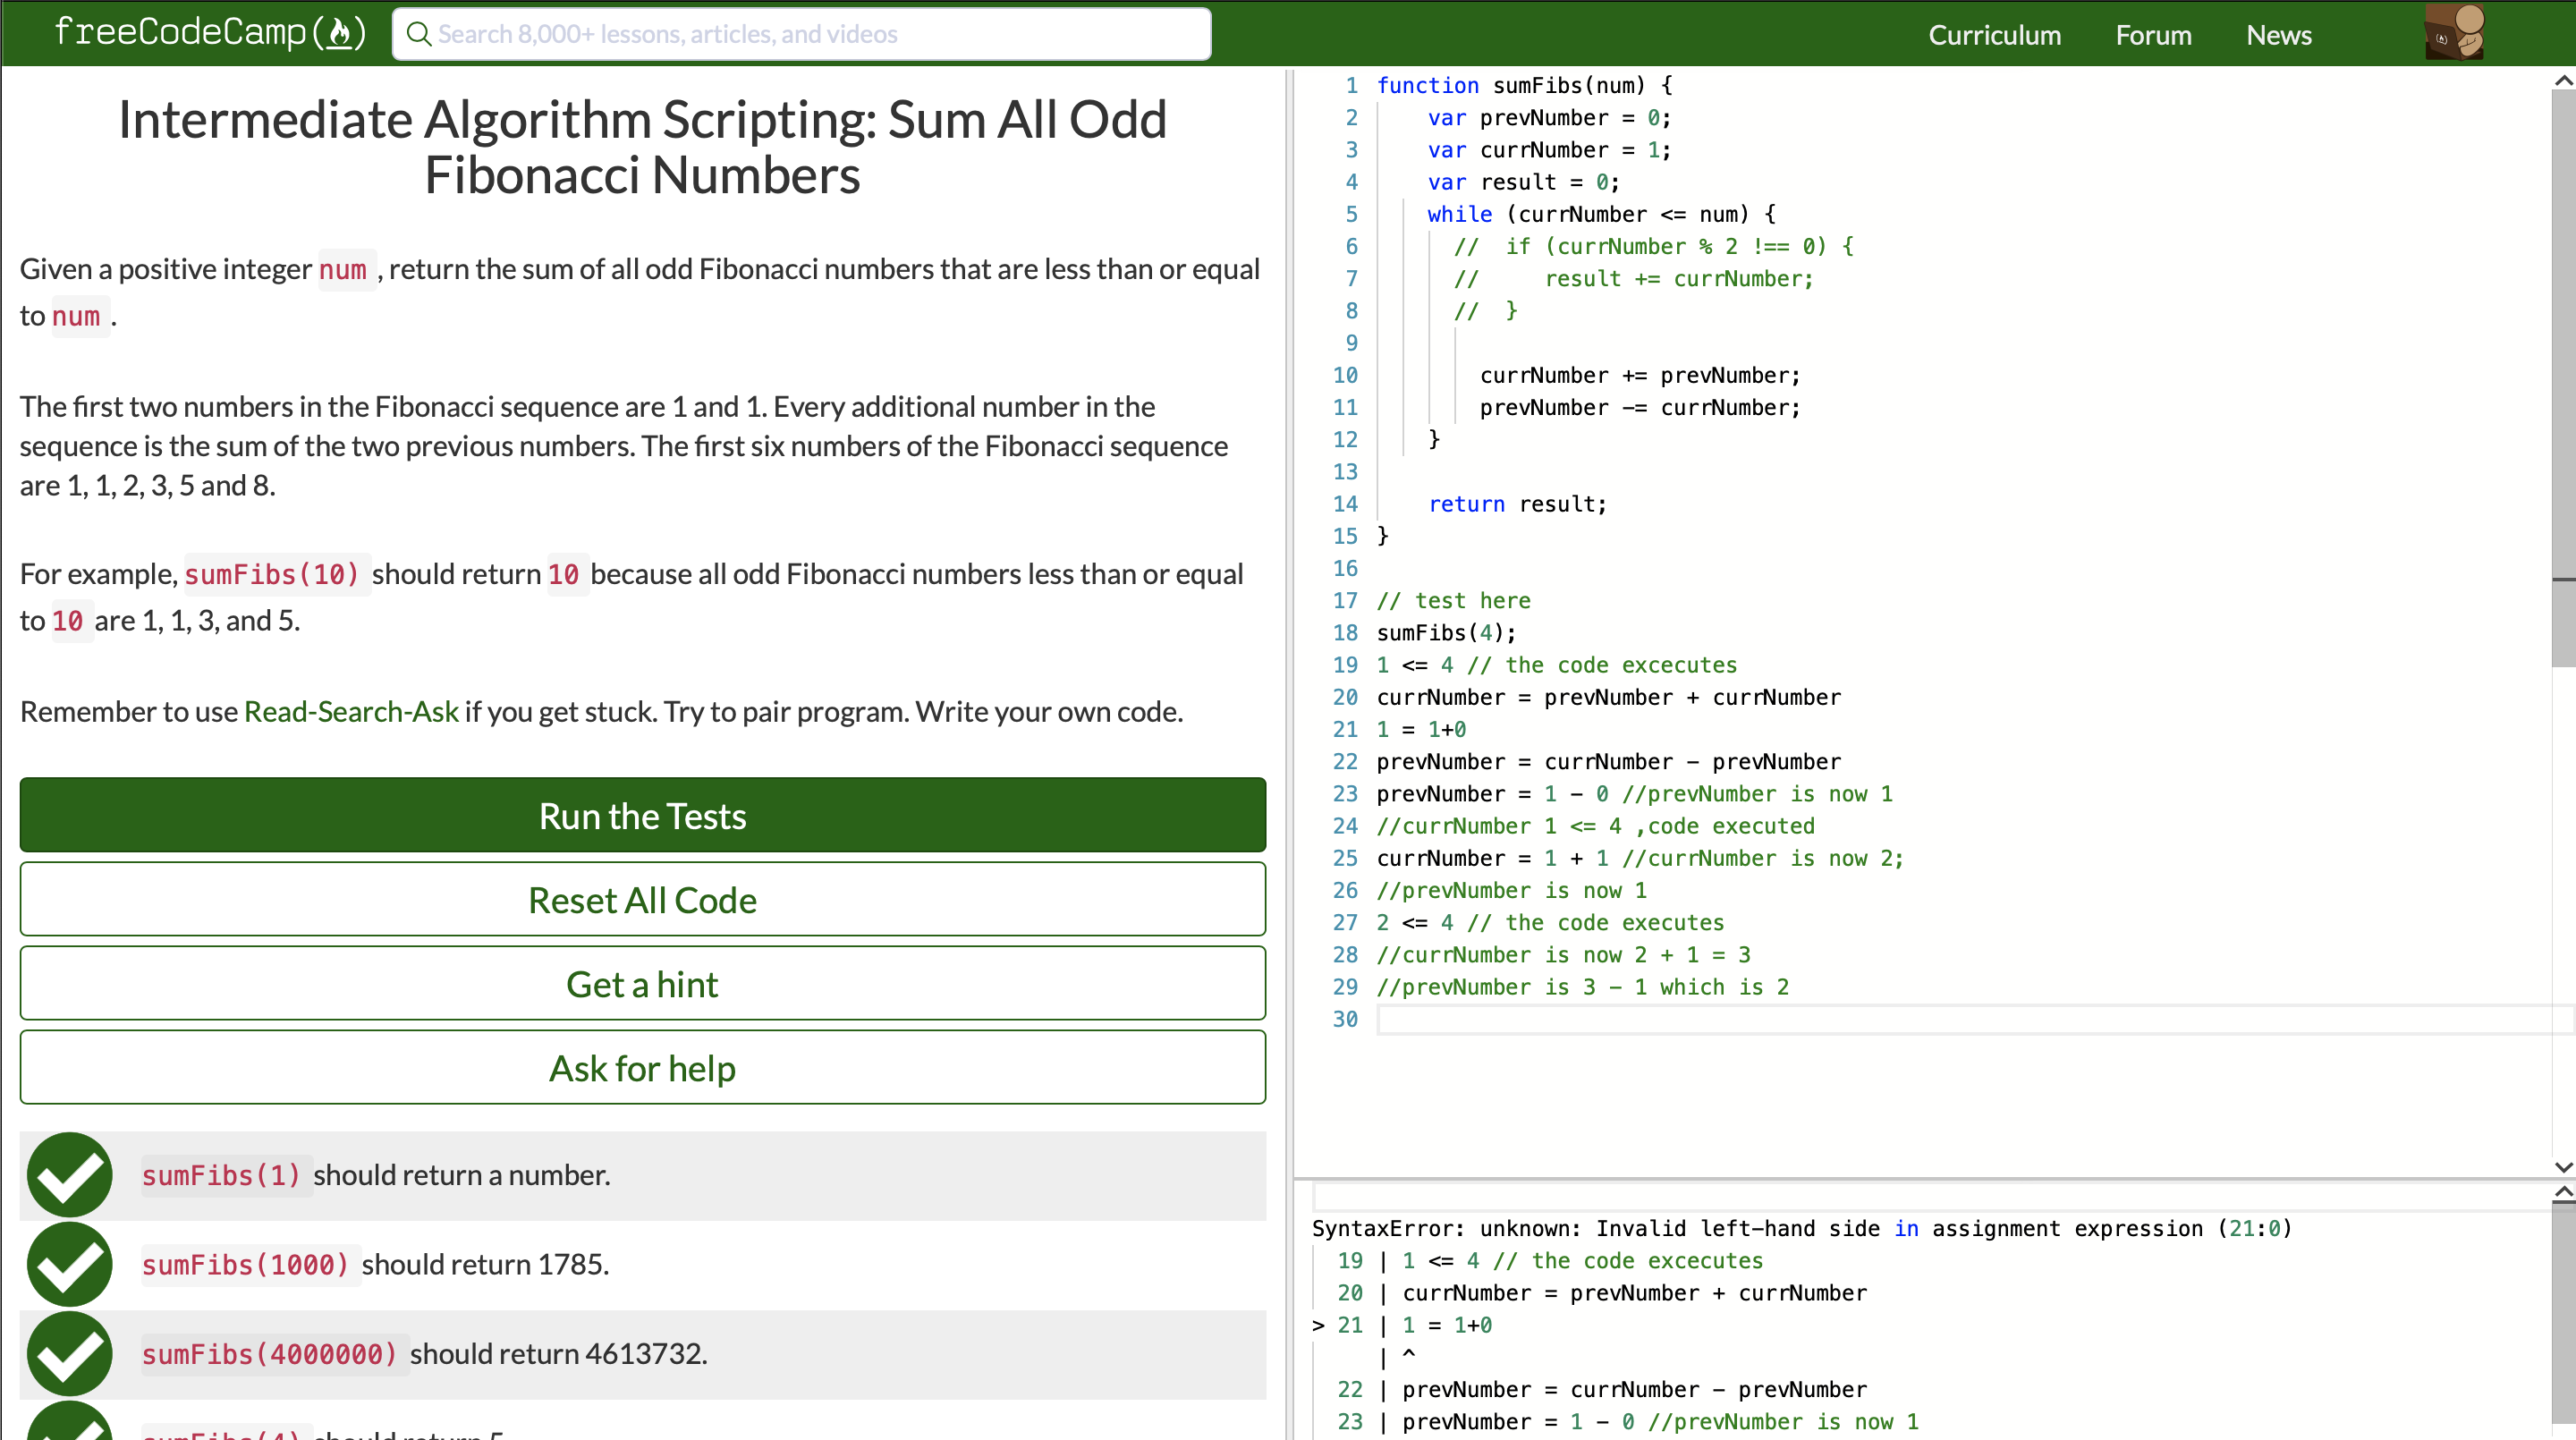 freeCodeCamp(🔥)
Search 8,000+ lessons, articles, and videos
Curriculum
Forum
News
Intermediate Algorithm Scripting: Sum All Odd
Fibonacci Numbers
Given a positive integer num , return the sum of all odd Fibonacci numbers that are less than or equal
to num .
The first two numbers in the Fibonacci sequence are 1 and 1. Every additional number in the
sequence is the sum of the two previous numbers. The first six numbers of the Fibonacci sequence
are 1, 1, 2, 3, 5 and 8.
For example, sumFibs(10) should return 10 because all odd Fibonacci numbers less than or equal
to 10 are 1, 1, 3, and 5.
Remember to use Read-Search-Ask if you get stuck. Try to pair program. Write your own code.
Run the Tests
Reset All Code
Get a hint
Ask for help
sumFibs(1) should return a number.
sumFibs(1000) should return 1785.
sumFibs(4000000) should return 4613732.
sumFibs(4) should return 5
1 function sumFibs(num) {
2 var prevNumber = 0;
3 var currNumber = 1;
4 var result = 0;
5 while (currNumber <= num) {
6 // if (currNumber % 2 !== 0) {
7 // result += currNumber;
8 // }
9
10 currNumber += prevNumber;
11 prevNumber -= currNumber;
12 }
13
14 return result;
15 }
16
17 // test here
18 sumFibs(4);
19 1 <= 4 // the code excecutes
20 currNumber = prevNumber + currNumber
21 1 = 1+0
22 prevNumber = currNumber - prevNumber
23 prevNumber = 1 - 0 //prevNumber is now 1
24 //currNumber 1 <= 4 ,code executed
25 currNumber = 1 + 1 //currNumber is now 2;
26 //prevNumber is now 1
27 2 <= 4 // the code executes
28 //currNumber is now 2 + 1 = 3
29 //prevNumber is 3 - 1 which is 2
30
SyntaxError: unknown: Invalid left-hand side in assignment expression (21:0)
19 | 1 <= 4 // the code excecutes
20 | currNumber = prevNumber + currNumber
> 21 | 1 = 1+0
| ^
22 | prevNumber = currNumber - prevNumber
23 | prevNumber = 1 - 0 //prevNumber is now 1